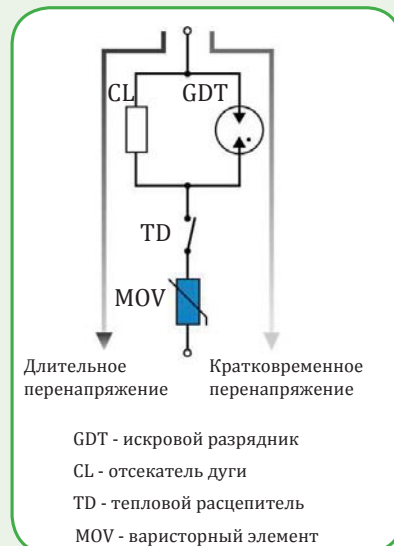 CL
GDT
TD
MOV
Длительное
перенапряжение
Кратковременное
перенапряжение
GDT - искровой разрядник
CL - отсекатель дуги
TD - тепловой расцепитель
MOV - варисторный элемент